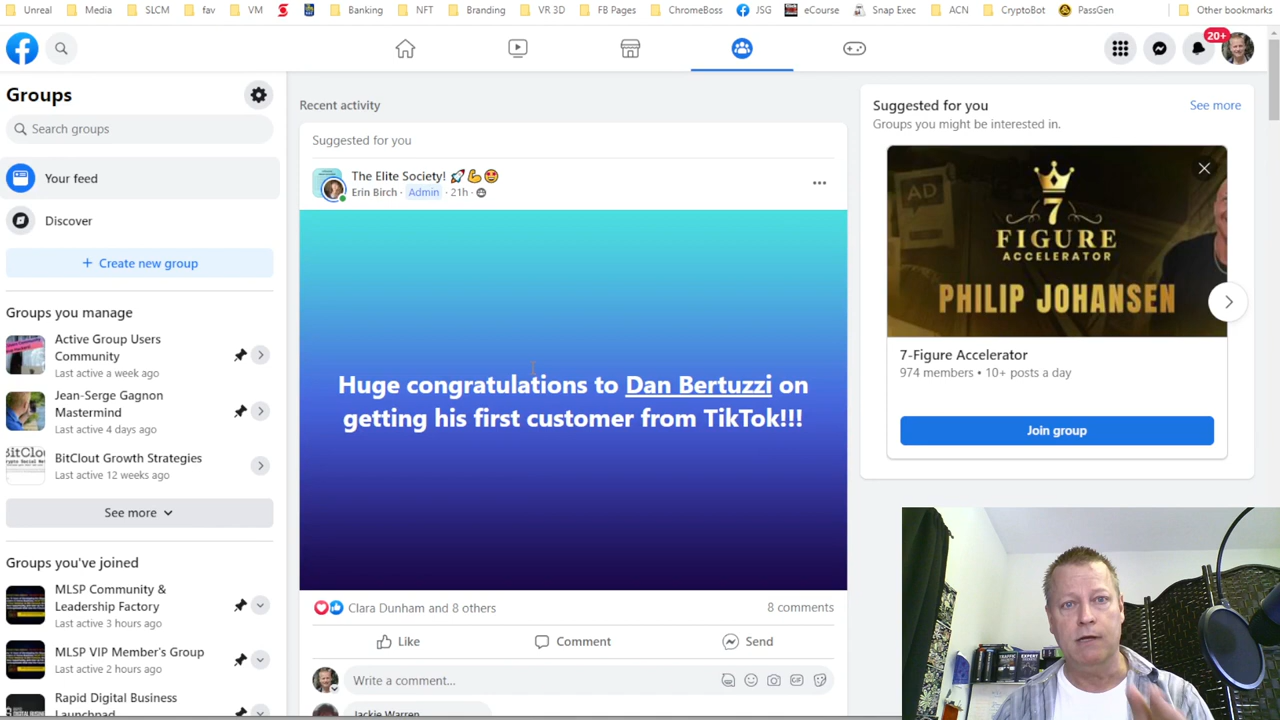 Unreal
Media
SLCM
fav
VM
Banking
NFT
Branding
VR 3D
FB Pages
ChromeBoss
JSG
eCourse
Snap Exec
ACN
CryptoBot
PassGen
Other bookmarks
20+
Groups
Search groups
Your feed
Discover
+ Create new group
Groups you manage
Active Group Users
Community
Last active a week ago
Jean-Serge Gagnon
Mastermind
Last active 4 days ago
BitClout Growth Strategies
Last active 12 weeks ago
See more
Groups you've joined
MLSP Community &
Leadership Factory
Last active 3 hours ago
MLSP VIP Member's Group
Last active 2 hours ago
Rapid Digital Business
Launchpad
Recent activity
Suggested for you
The Elite Society! 🚀💪🤩
Erin Birch · Admin · 21h ·
Huge congratulations to Dan Bertuzzi on
getting his first customer from TikTok!!!
Clara Dunham and 8 others
8 comments
Like
Comment
Send
Write a comment...
GIF
Jackie Warren
Suggested for you
See more
Groups you might be interested in.
AD
7
FIGURE
ACCELERATOR
PHILIP JOHANSEN
7-Figure Accelerator
974 members • 10+ posts a day
Join group